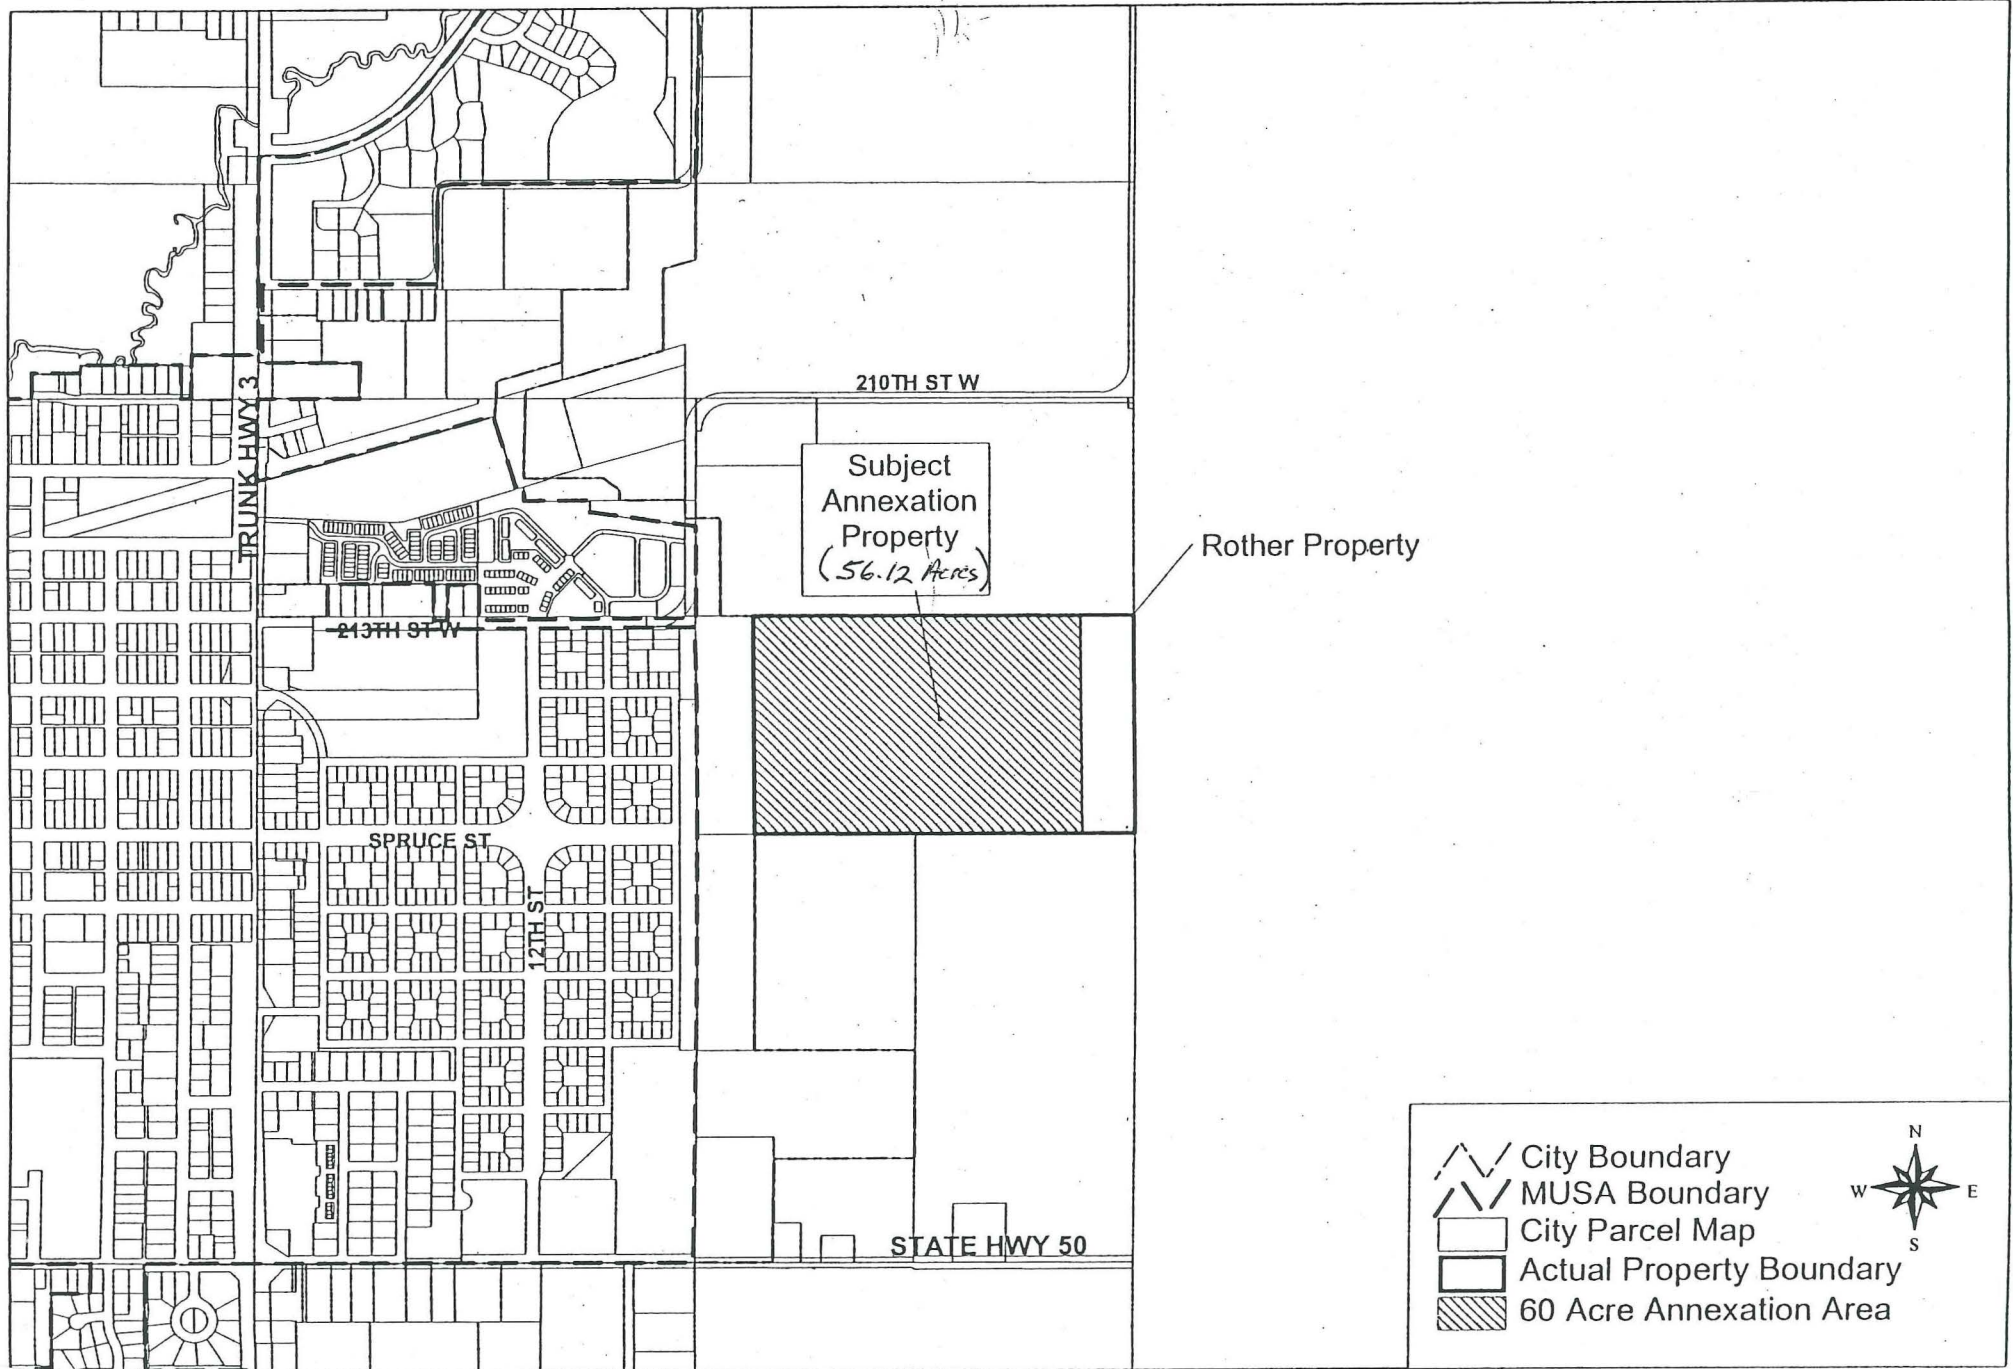 210TH ST W
TRUNK HWY 3
Subject
Annexation
Property
(56.12 Acres)
Rother Property
213TH ST W
SPRUCE ST
12TH ST
STATE HWY 50
City Boundary
MUSA Boundary
City Parcel Map
Actual Property Boundary
60 Acre Annexation Area
N
W
E
S